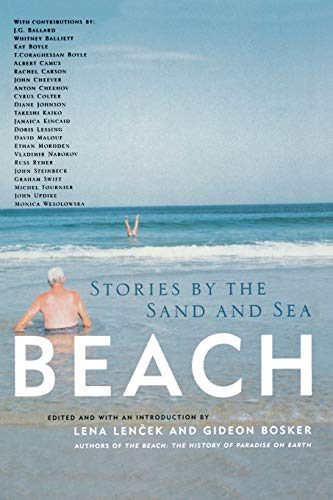 WITH CONTRIBUTIONS BY:
J.G. BALLARD
WHITNEY BALLIETT
KAY BOYLE
T. CORAGHESSAN BOYLE
ALBERT CAMUS
RACHEL CARSON
JOHN CHEEVER
ANTON CHEKHOV
CYRUS COLTER
DIANE JOHNSON
TAKESHI KAIKO
JAMAICA KINCAID
DORIS LESSING
DAVID MALOUF
ETHAN MORDDEN
VLADIMIR NABOKOV
RUSS RYMER
JOHN STEINBECK
GRAHAM SWIFT
MICHEL TOURNIER
JOHN UPDIKE
MONICA WESOLOWSKA
STORIES BY THE
SAND AND SEA
BEACH
EDITED AND WITH AN INTRODUCTION BY
LENA LENČEK AND GIDEON BOSKER
AUTHORS OF THE BEACH: THE HISTORY OF PARADISE ON EARTH